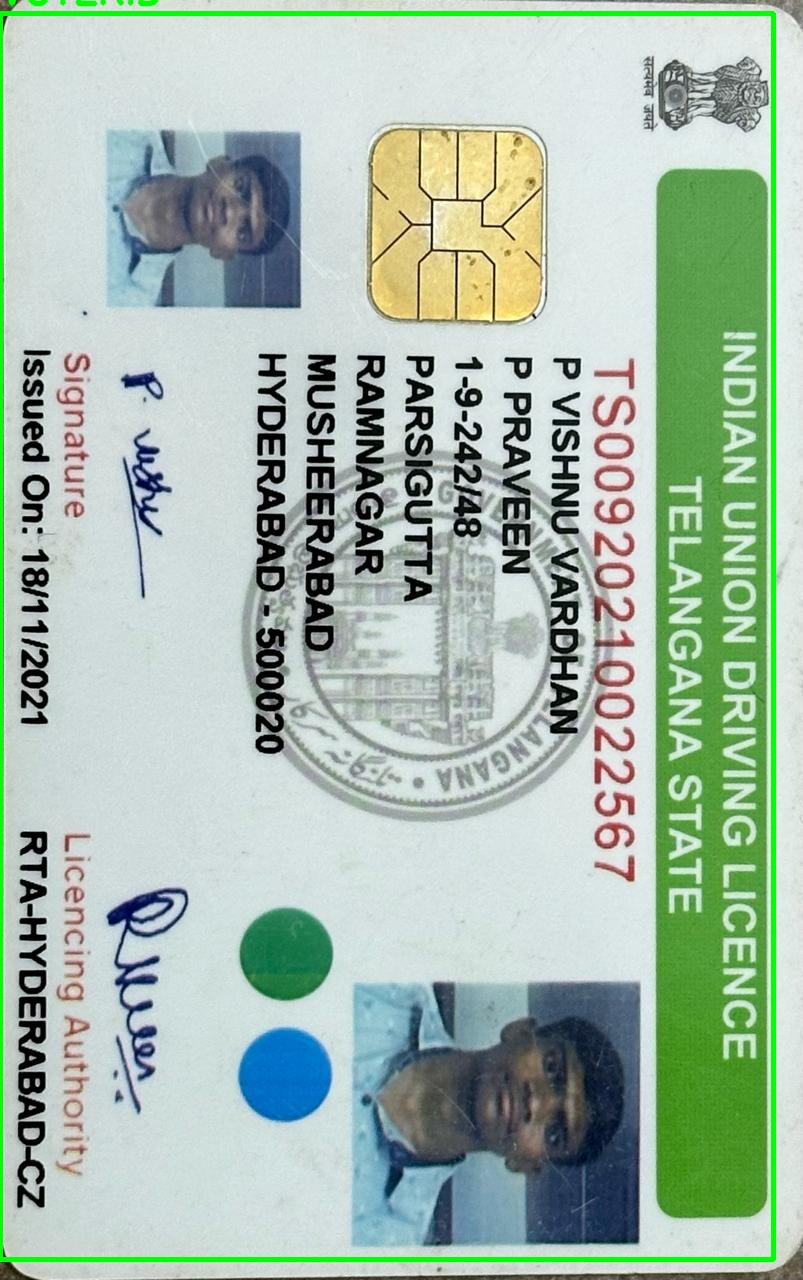 VOTERID
सत्यमेव जयते
INDIAN UNION DRIVING LICENCE
TELANGANA STATE
TS00920210022567
P VISHNU VARDHAN
P PRAVEEN
1-9-242/48
PARSIGUTTA
RAMNAGAR
MUSHEERABAD
HYDERABAD - 500020
TELANGANA
Signature
Licencing Authority
Issued On: 18/11/2021
RTA-HYDERABAD-CZ